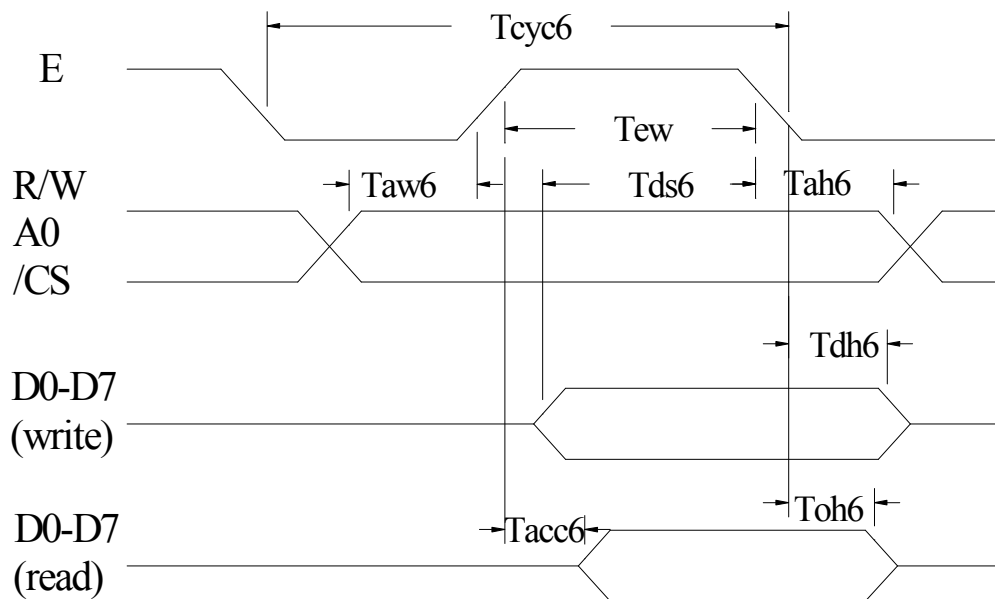 Tcyc6
E
Tew
R/W
Taw6
Tds6
Tah6
A0
/CS
Tdh6
D0-D7
(write)
Toh6
D0-D7
Tacc6
(read)